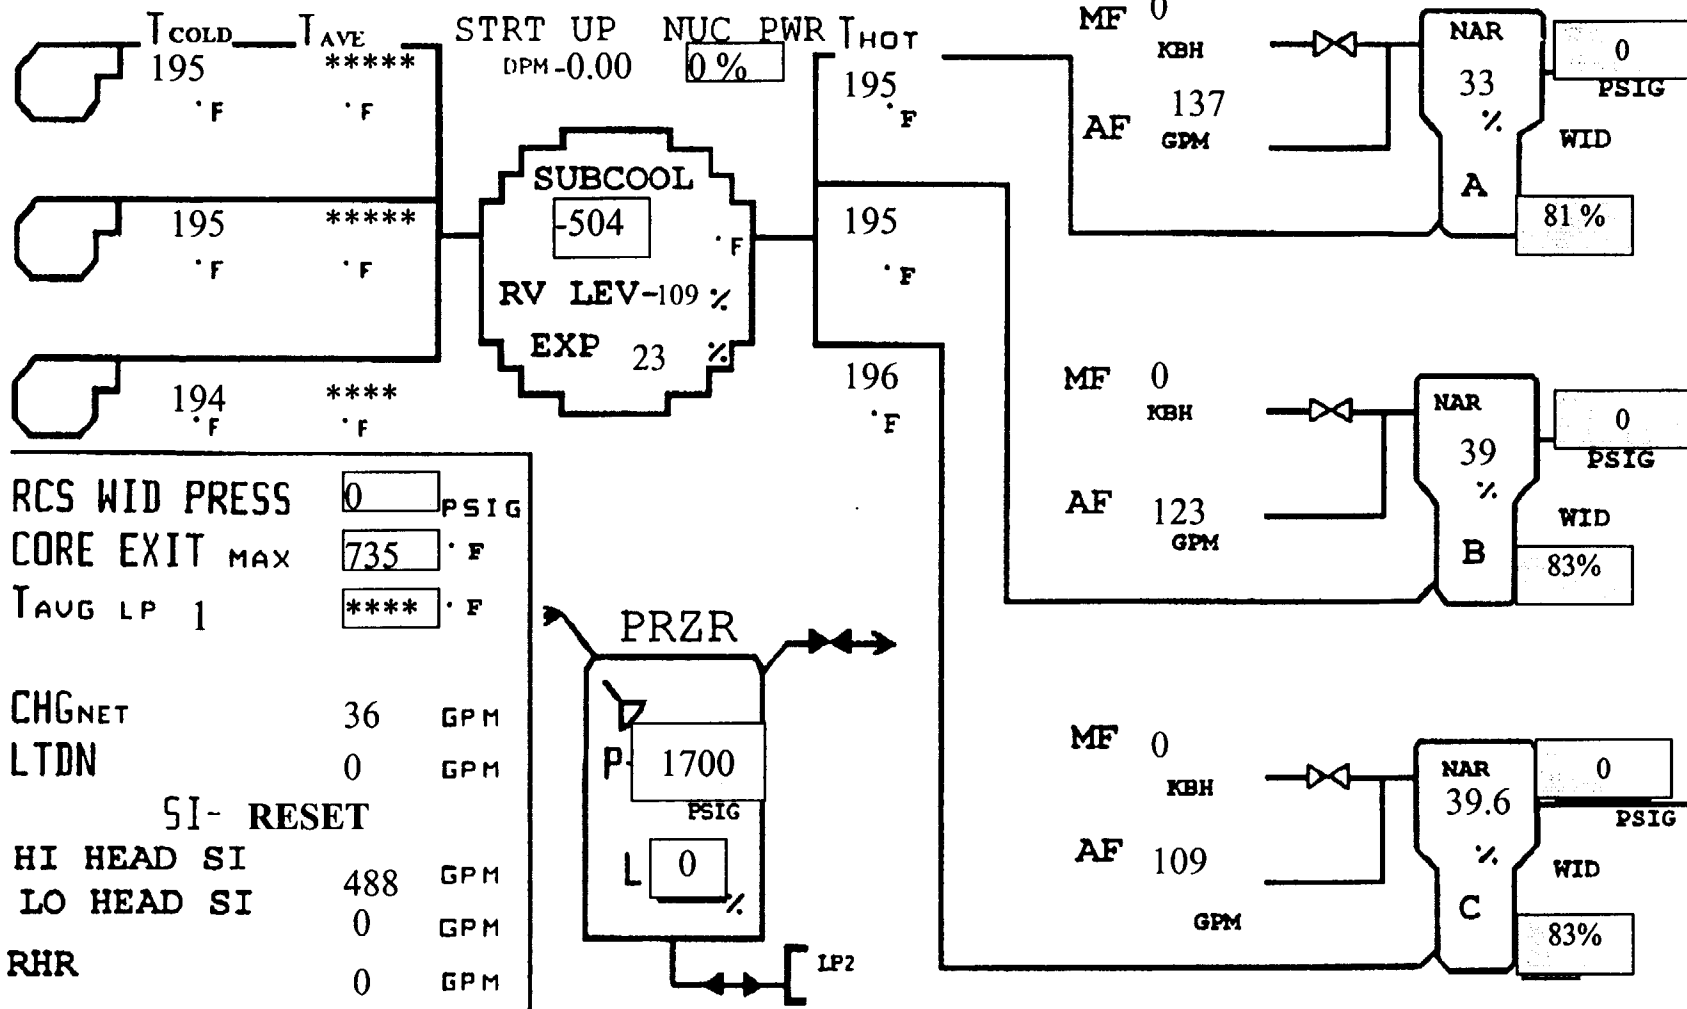 TCOLD TAVE STRT UP NUC PWR THOT
195 ***** DPM -0.00 0 % 195
°F °F °F
SUBCOOL
-504 °F
195 ***** 195
°F °F °F
RV LEV -109 %
EXP 23 %
194 **** 196
°F °F °F
MF 0 KBH
AF 137 GPM
NAR 33 %
A
0 PSIG
WID
81 %
MF 0 KBH
AF 123 GPM
NAR 39 %
B
0 PSIG
WID
83%
MF 0 KBH
AF 109 GPM
NAR 39.6 %
C
0 PSIG
WID
83%
RCS WID PRESS 0 PSIG
CORE EXIT MAX 735 °F
TAVG LP 1 **** °F
CHGNET 36 GPM
LTDN 0 GPM
SI- RESET
HI HEAD SI 488 GPM
LO HEAD SI 0 GPM
RHR 0 GPM
PRZR
P 1700 PSIG
L 0 %
LP2